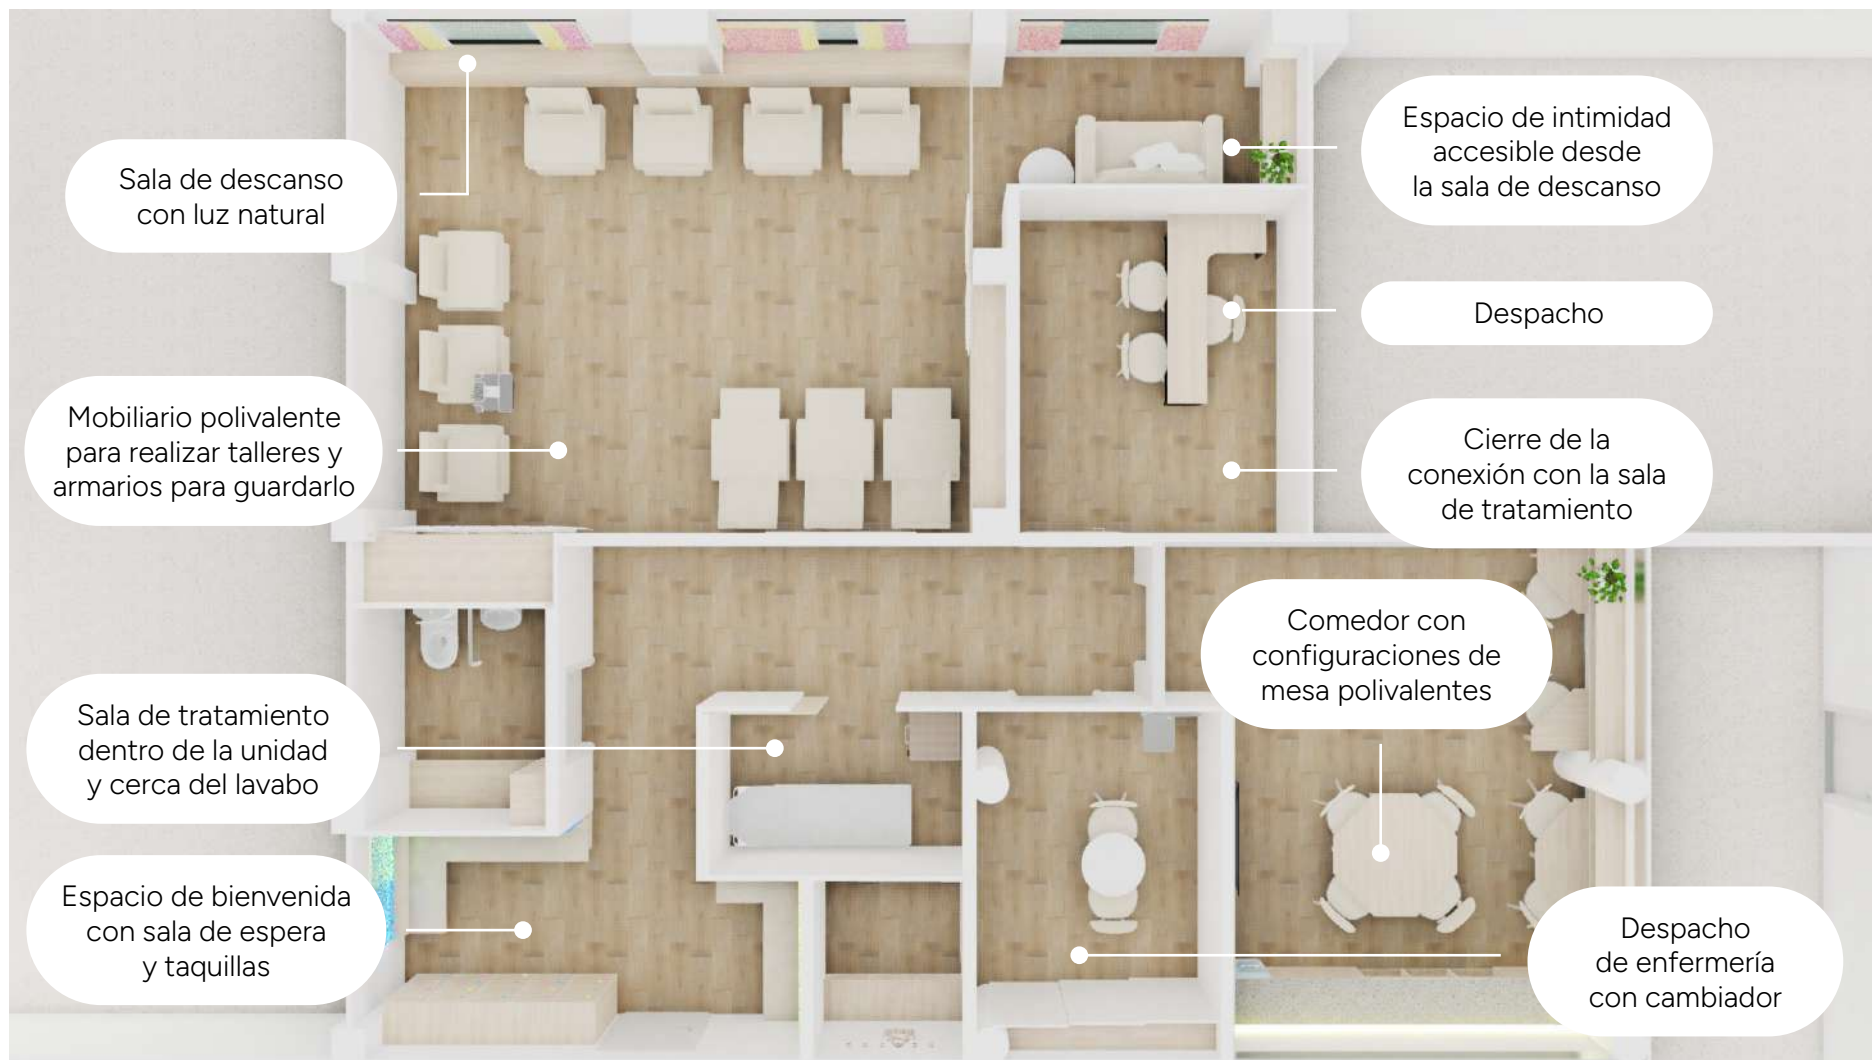 Sala de descanso
con luz natural
Mobiliario polivalente
para realizar talleres y
armarios para guardarlo
Sala de tratamiento
dentro de la unidad
y cerca del lavabo
Espacio de bienvenida
con sala de espera
y taquillas
Espacio de intimidad
accesible desde
la sala de descanso
Despacho
Cierre de la
conexión con la sala
de tratamiento
Comedor con
configuraciones de
mesa polivalentes
Despacho
de enfermería
con cambiador